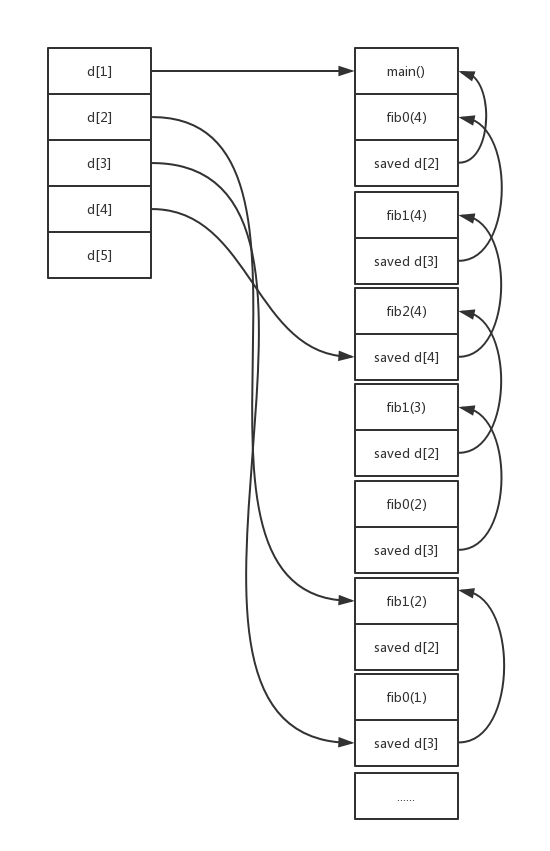 d[1]
d[2]
d[3]
d[4]
d[5]
main()
fib0(4)
saved d[2]
fib1(4)
saved d[3]
fib2(4)
saved d[4]
fib1(3)
saved d[2]
fib0(2)
saved d[3]
fib1(2)
saved d[2]
fib0(1)
saved d[3]
......